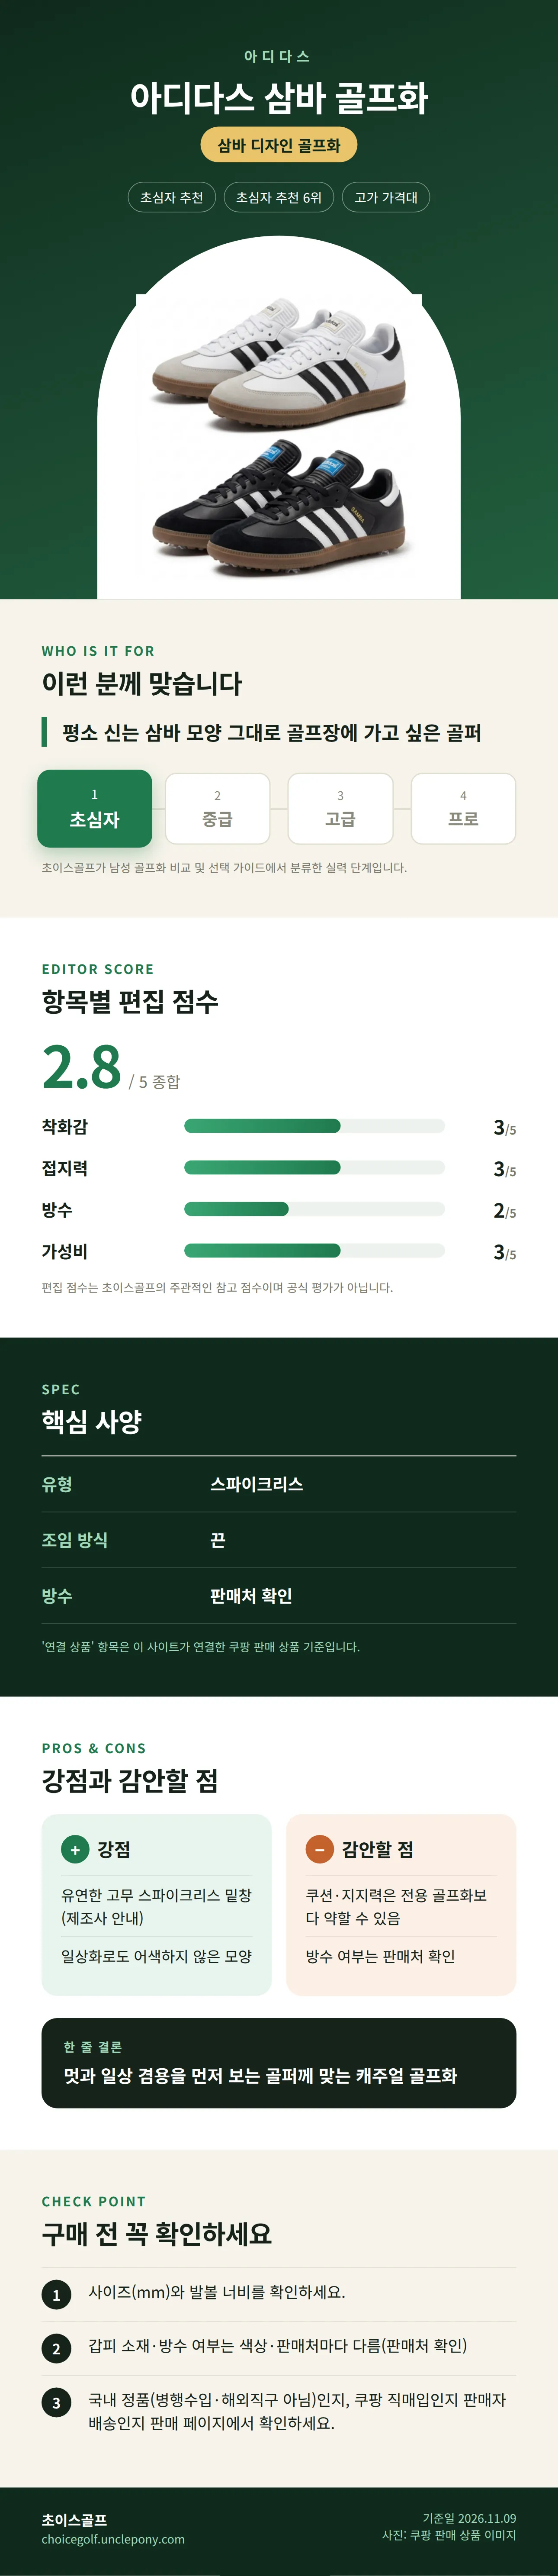 아디다스
아디다스 삼바 골프화
삼바 디자인 골프화
초심자 추천
초심자 추천 6위
고가 가격대
SAMBA
WHO IS IT FOR
이런 분께 맞습니다
평소 신는 삼바 모양 그대로 골프장에 가고 싶은 골퍼
1
초심자
2
중급
3
고급
4
프로
초이스골프가 남성 골프화 비교 및 선택 가이드에서 분류한 실력 단계입니다.
EDITOR SCORE
항목별 편집 점수
2.8 / 5 종합
착화감 3/5
접지력 3/5
방수 2/5
가성비 3/5
편집 점수는 초이스골프의 주관적인 참고 점수이며 공식 평가가 아닙니다.
SPEC
핵심 사양
유형 스파이크리스
조임 방식 끈
방수 판매처 확인
'연결 상품' 항목은 이 사이트가 연결한 쿠팡 판매 상품 기준입니다.
PROS & CONS
강점과 감안할 점
+ 강점
유연한 고무 스파이크리스 밑창
(제조사 안내)
일상화로도 어색하지 않은 모양
− 감안할 점
쿠션·지지력은 전용 골프화보
다 약할 수 있음
방수 여부는 판매처 확인
한 줄 결론
멋과 일상 겸용을 먼저 보는 골퍼께 맞는 캐주얼 골프화
CHECK POINT
구매 전 꼭 확인하세요
1 사이즈(mm)와 발볼 너비를 확인하세요.
2 갑피 소재·방수 여부는 색상·판매처마다 다름(판매처 확인)
3 국내 정품(병행수입·해외직구 아님)인지, 쿠팡 직매입인지 판매자
배송인지 판매 페이지에서 확인하세요.
초이스골프
choicegolf.unclepony.com
기준일 2026.11.09
사진: 쿠팡 판매 상품 이미지